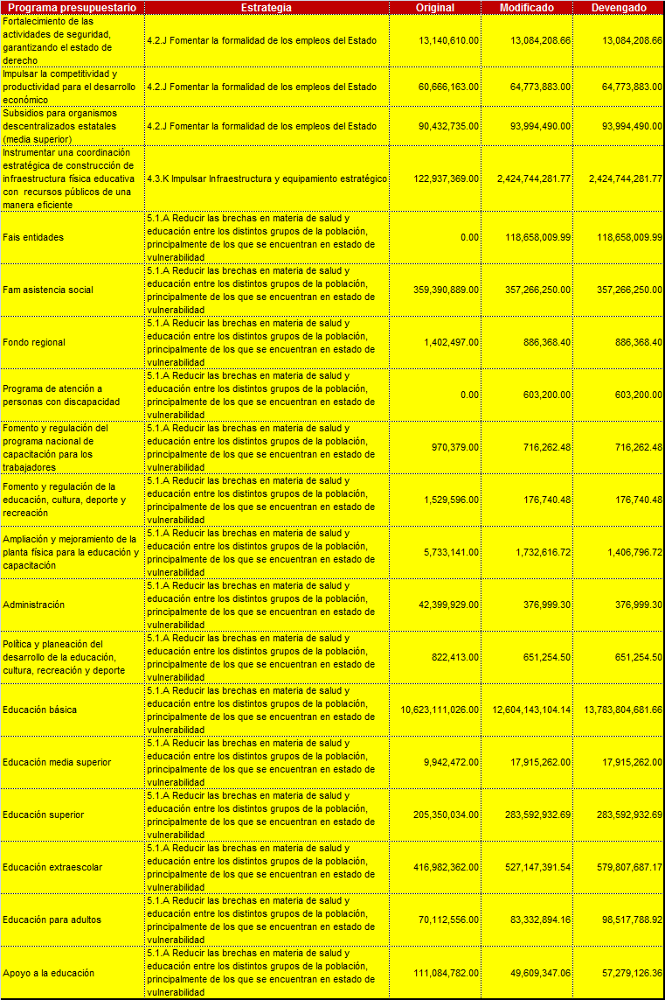 Programa presupuestario Estrategia Original Modificado Devengado
Fortalecimiento de las
actividades de seguridad,
garantizando el estado de
derecho
4.2.J Fomentar la formalidad de los empleos del Estado 13,140,610.00 13,084,208.66 13,084,208.66
Impulsar la competitividad y
productividad para el desarrollo
económico
4.2.J Fomentar la formalidad de los empleos del Estado 60,666,163.00 64,773,883.00 64,773,883.00
Subsidios para organismos
descentralizados estatales
(media superior)
4.2.J Fomentar la formalidad de los empleos del Estado 90,432,735.00 93,994,490.00 93,994,490.00
Instrumentar una coordinación
estratégica de construcción de
infraestructura física educativa
con recursos públicos de una
manera eficiente
4.3.K Impulsar Infraestructura y equipamiento estratégico 122,937,369.00 2,424,744,281.77 2,424,744,281.77
Fais entidades
5.1.A Reducir las brechas en materia de salud y
educación entre los distintos grupos de la población,
principalmente de los que se encuentran en estado de
vulnerabilidad
0.00 118,658,009.99 118,658,009.99
Fam asistencia social
5.1.A Reducir las brechas en materia de salud y
educación entre los distintos grupos de la población,
principalmente de los que se encuentran en estado de
vulnerabilidad
359,390,889.00 357,266,250.00 357,266,250.00
Fondo regional
5.1.A Reducir las brechas en materia de salud y
educación entre los distintos grupos de la población,
principalmente de los que se encuentran en estado de
vulnerabilidad
1,402,497.00 886,368.40 886,368.40
Programa de atención a
personas con discapacidad
5.1.A Reducir las brechas en materia de salud y
educación entre los distintos grupos de la población,
principalmente de los que se encuentran en estado de
vulnerabilidad
0.00 603,200.00 603,200.00
Fomento y regulación del
programa nacional de
capacitación para los
trabajadores
5.1.A Reducir las brechas en materia de salud y
educación entre los distintos grupos de la población,
principalmente de los que se encuentran en estado de
vulnerabilidad
970,379.00 716,262.48 716,262.48
Fomento y regulación de la
educación, cultura, deporte y
recreación
5.1.A Reducir las brechas en materia de salud y
educación entre los distintos grupos de la población,
principalmente de los que se encuentran en estado de
vulnerabilidad
1,529,596.00 176,740.48 176,740.48
Ampliación y mejoramiento de la
planta física para la educación y
capacitación
5.1.A Reducir las brechas en materia de salud y
educación entre los distintos grupos de la población,
principalmente de los que se encuentran en estado de
vulnerabilidad
5,733,141.00 1,732,616.72 1,406,796.72
Administración
5.1.A Reducir las brechas en materia de salud y
educación entre los distintos grupos de la población,
principalmente de los que se encuentran en estado de
vulnerabilidad
42,399,929.00 376,999.30 376,999.30
Política y planeación del
desarrollo de la educación,
cultura, recreación y deporte
5.1.A Reducir las brechas en materia de salud y
educación entre los distintos grupos de la población,
principalmente de los que se encuentran en estado de
vulnerabilidad
822,413.00 651,254.50 651,254.50
Educación básica
5.1.A Reducir las brechas en materia de salud y
educación entre los distintos grupos de la población,
principalmente de los que se encuentran en estado de
vulnerabilidad
10,623,111,026.00 12,604,143,104.14 13,783,804,681.66
Educación media superior
5.1.A Reducir las brechas en materia de salud y
educación entre los distintos grupos de la población,
principalmente de los que se encuentran en estado de
vulnerabilidad
9,942,472.00 17,915,262.00 17,915,262.00
Educación superior
5.1.A Reducir las brechas en materia de salud y
educación entre los distintos grupos de la población,
principalmente de los que se encuentran en estado de
vulnerabilidad
205,350,034.00 283,592,932.69 283,592,932.69
Educación extraescolar
5.1.A Reducir las brechas en materia de salud y
educación entre los distintos grupos de la población,
principalmente de los que se encuentran en estado de
vulnerabilidad
416,982,362.00 527,147,391.54 579,807,687.17
Educación para adultos
5.1.A Reducir las brechas en materia de salud y
educación entre los distintos grupos de la población,
principalmente de los que se encuentran en estado de
vulnerabilidad
70,112,556.00 83,332,894.16 98,517,788.92
Apoyo a la educación
5.1.A Reducir las brechas en materia de salud y
educación entre los distintos grupos de la población,
principalmente de los que se encuentran en estado de
vulnerabilidad
111,084,782.00 49,609,347.06 57,279,126.36